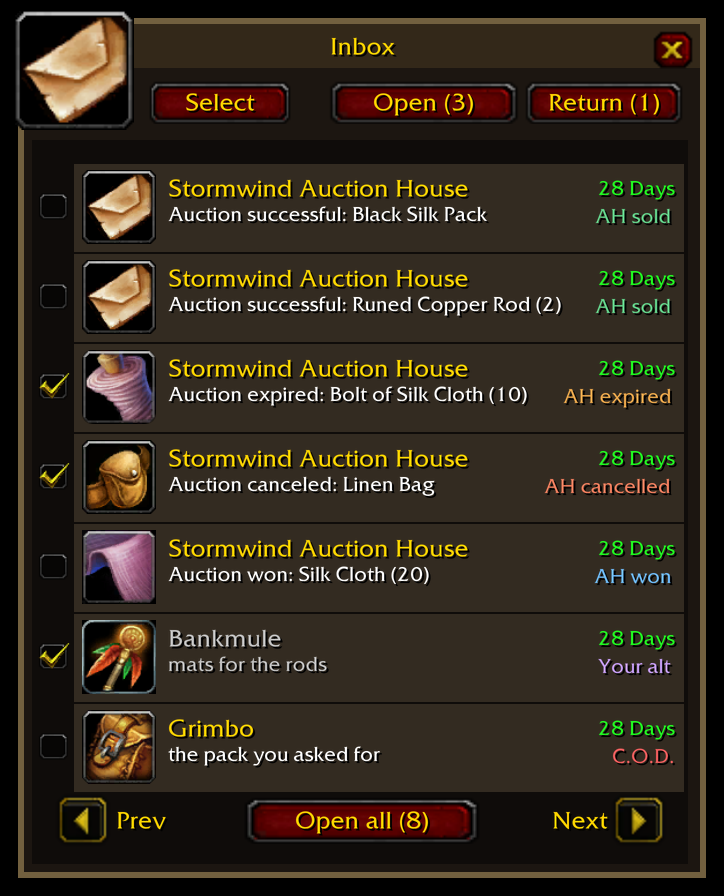 Inbox
Select
Open (3)
Return (1)
Stormwind Auction House
28 Days
Auction successful: Black Silk Pack
AH sold
Stormwind Auction House
28 Days
Auction successful: Runed Copper Rod (2)
AH sold
Stormwind Auction House
28 Days
Auction expired: Bolt of Silk Cloth (10)
AH expired
Stormwind Auction House
28 Days
Auction canceled: Linen Bag
AH cancelled
Stormwind Auction House
28 Days
Auction won: Silk Cloth (20)
AH won
Bankmule
28 Days
mats for the rods
Your alt
Grimbo
28 Days
the pack you asked for
C.O.D.
Prev
Open all (8)
Next